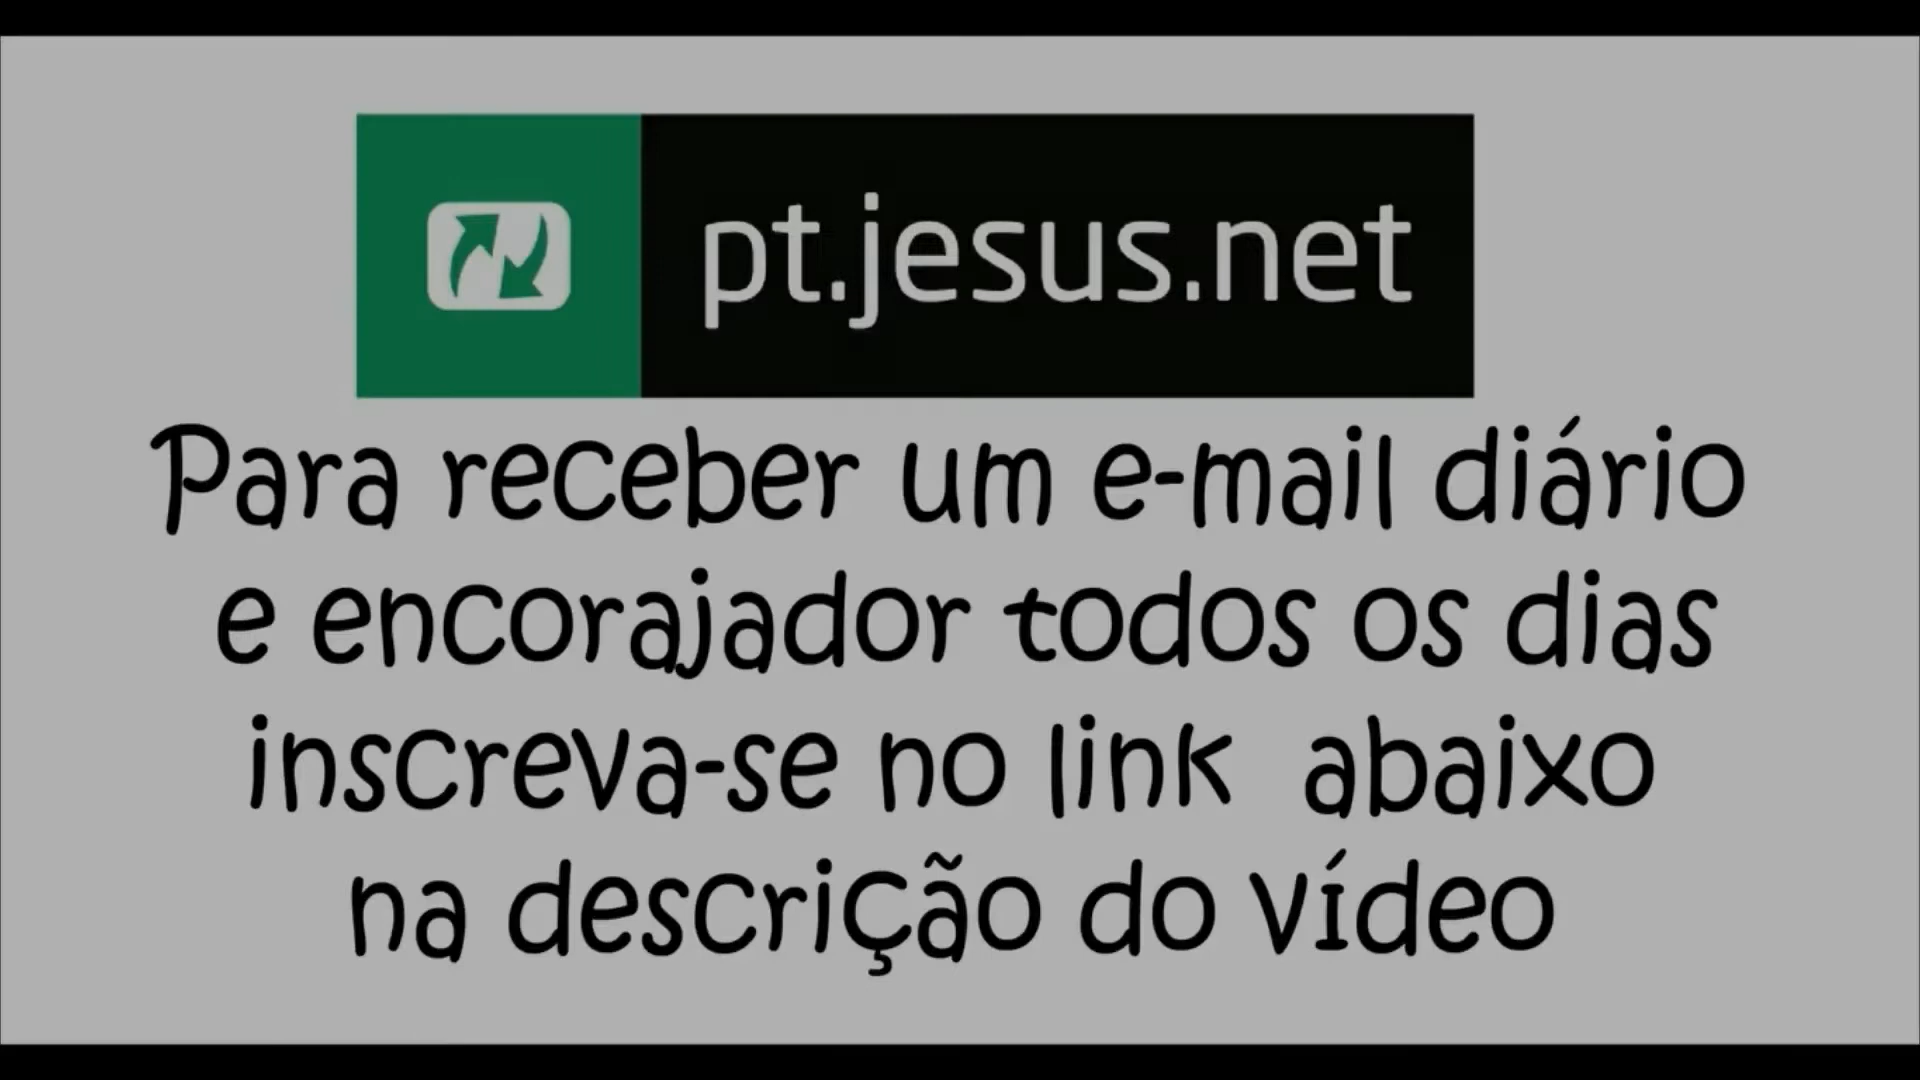 pt.jesus.net
Para receber um e-mail diário
e encorajador todos os dias
inscreva-se no link abaixo
na descrição do vídeo